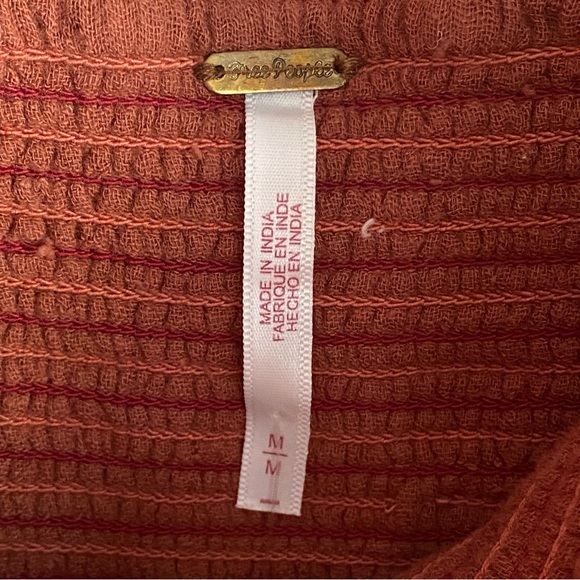 Free People
MADE IN INDIA
FABRIQUE EN INDE
HECHO EN INDIA
M
M